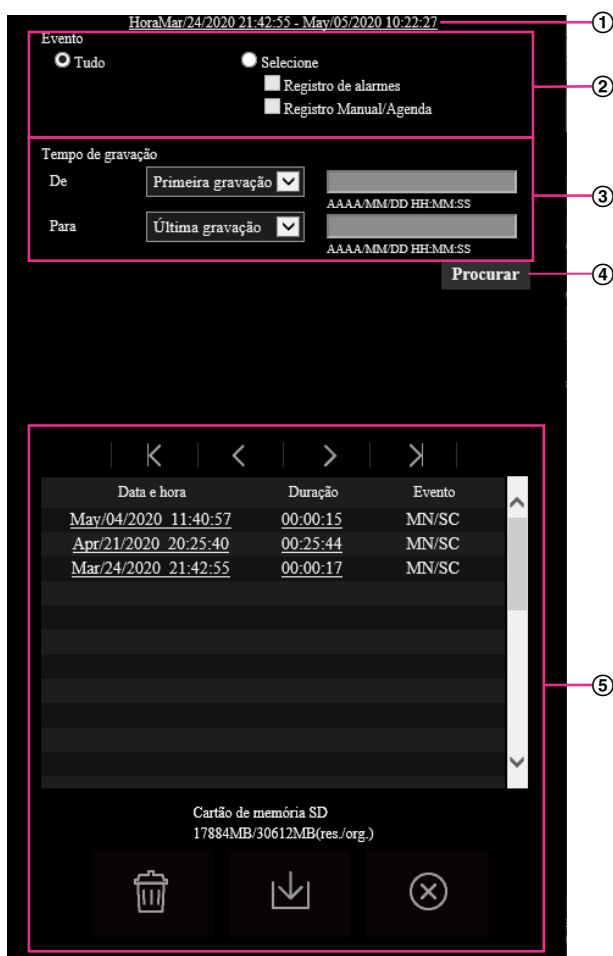 HoraMar/24/2020 21:42:55 - May/05/2020 10:22:27 ①
Evento
Tudo Selecione
Registro de alarmes ②
Registro Manual/Agenda
Tempo de gravação
De Primeira gravação
AAAA/MM/DD HH:MM:SS ③
Para Última gravação
AAAA/MM/DD HH:MM:SS
Procurar ④
Data e hora Duração Evento
May/04/2020 11:40:57 00:00:15 MN/SC
Apr/21/2020 20:25:40 00:25:44 MN/SC
Mar/24/2020 21:42:55 00:00:17 MN/SC
⑤
Cartão de memória SD
17884MB/30612MB(res./org.)